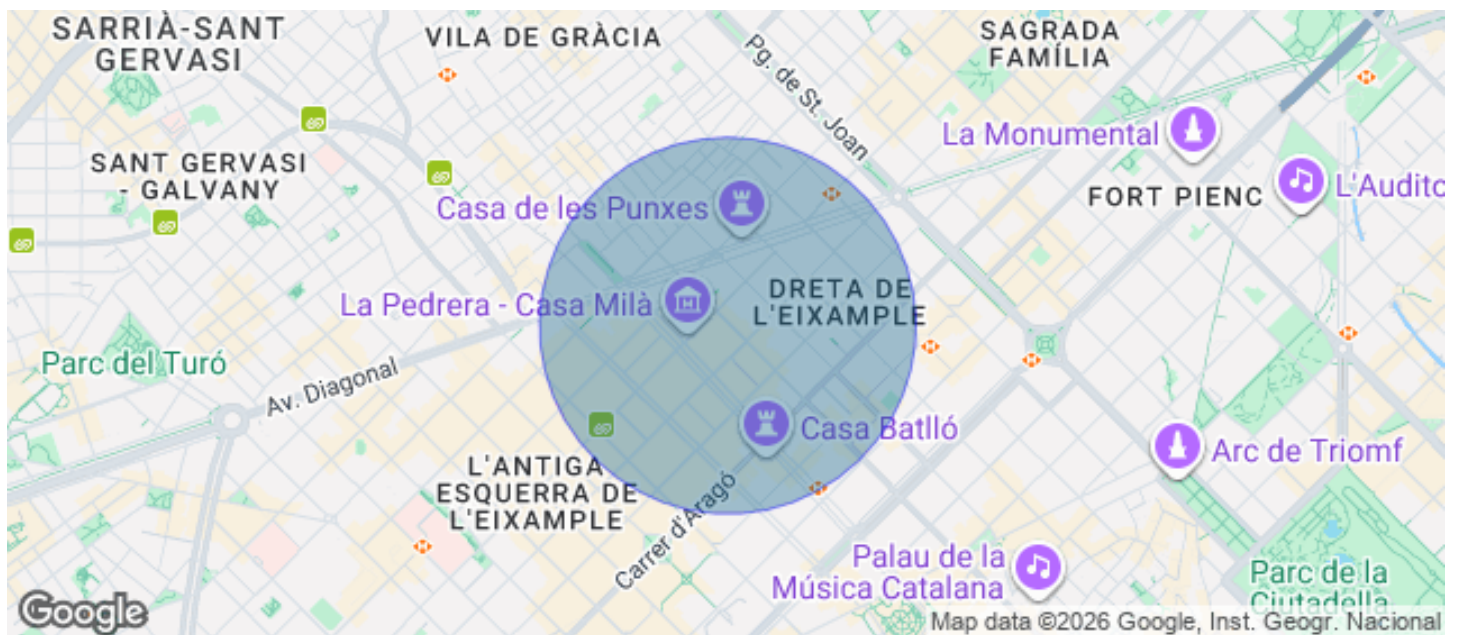 SARRIÀ-SANT
GERVASI
VILA DE GRÀCIA
SAGRADA
FAMÍLIA
Pg. de St. Joan
La Monumental
SANT GERVASI
- GALVANY
FORT PIENC
L'Audito
Casa de les Punxes
DRETA DE
L'EIXAMPLE
La Pedrera - Casa Milà
Parc del Turó
Av. Diagonal
Casa Batlló
Arc de Triomf
L'ANTIGA
ESQUERRA DE
L'EIXAMPLE
Carrer d'Aragó
Palau de la
Música Catalana
Parc de la
Ciutadella
Google
Map data ©2026 Google, Inst. Geogr. Nacional